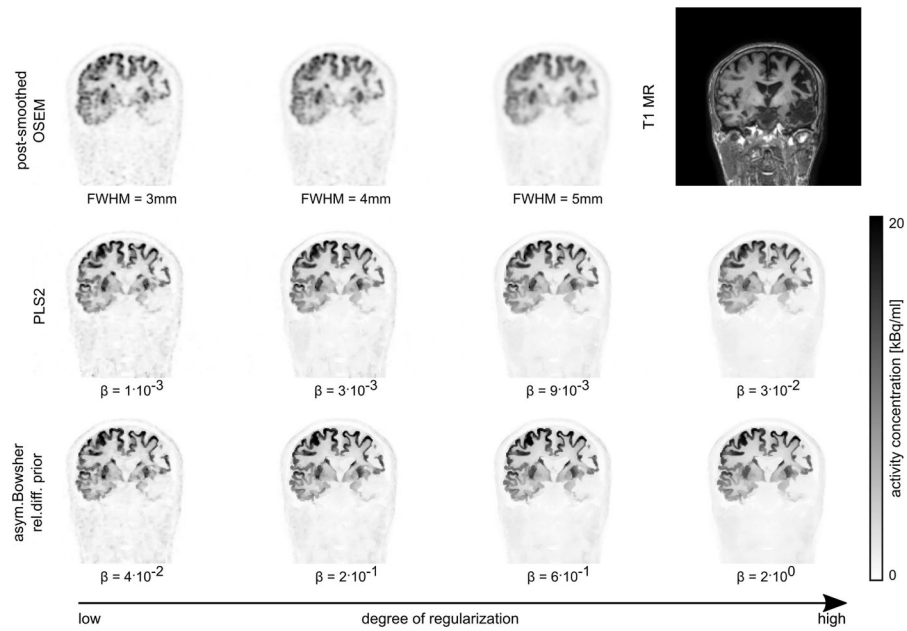 post-smoothed
OSEM
FWHM = 3mm
FWHM = 4mm
FWHM = 5mm
T1 MR
PLS2
β = 1·10-3
β = 3·10-3
β = 9·10-3
β = 3·10-2
asym.Bowsher
rel.diff. prior
β = 4·10-2
β = 2·10-1
β = 6·10-1
β = 2·100
20
activity concentration [kBq/ml]
0
low
degree of regularization
high